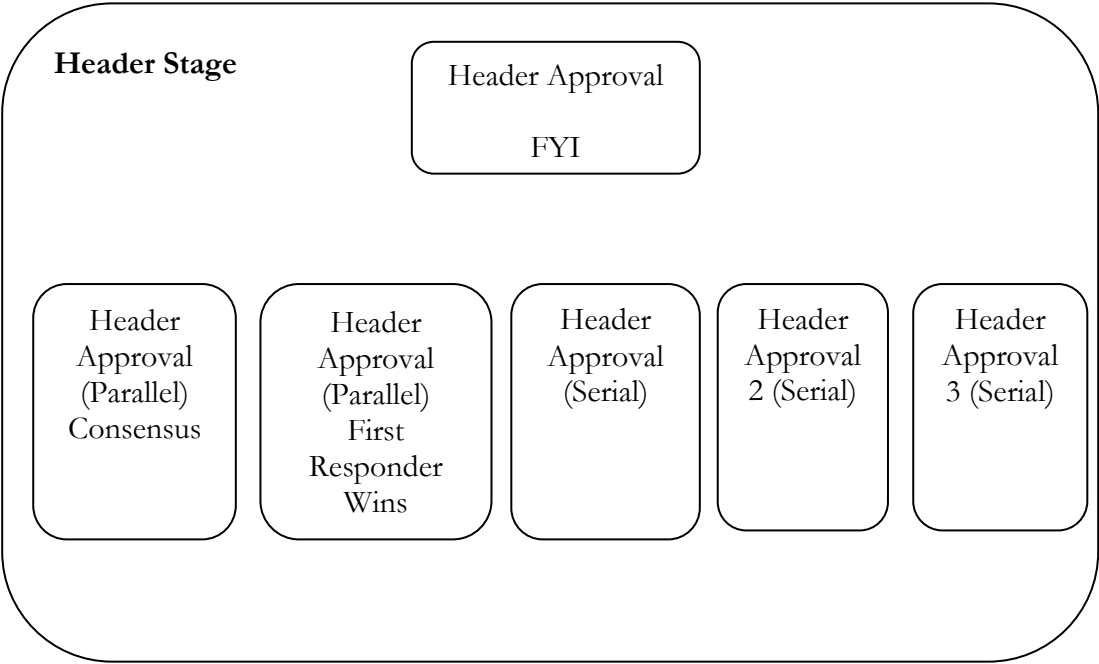 Header Stage
Header Approval
FYI
Header
Approval
(Parallel)
Consensus
Header
Approval
(Parallel)
First
Responder
Wins
Header
Approval
(Serial)
Header
Approval
2 (Serial)
Header
Approval
3 (Serial)